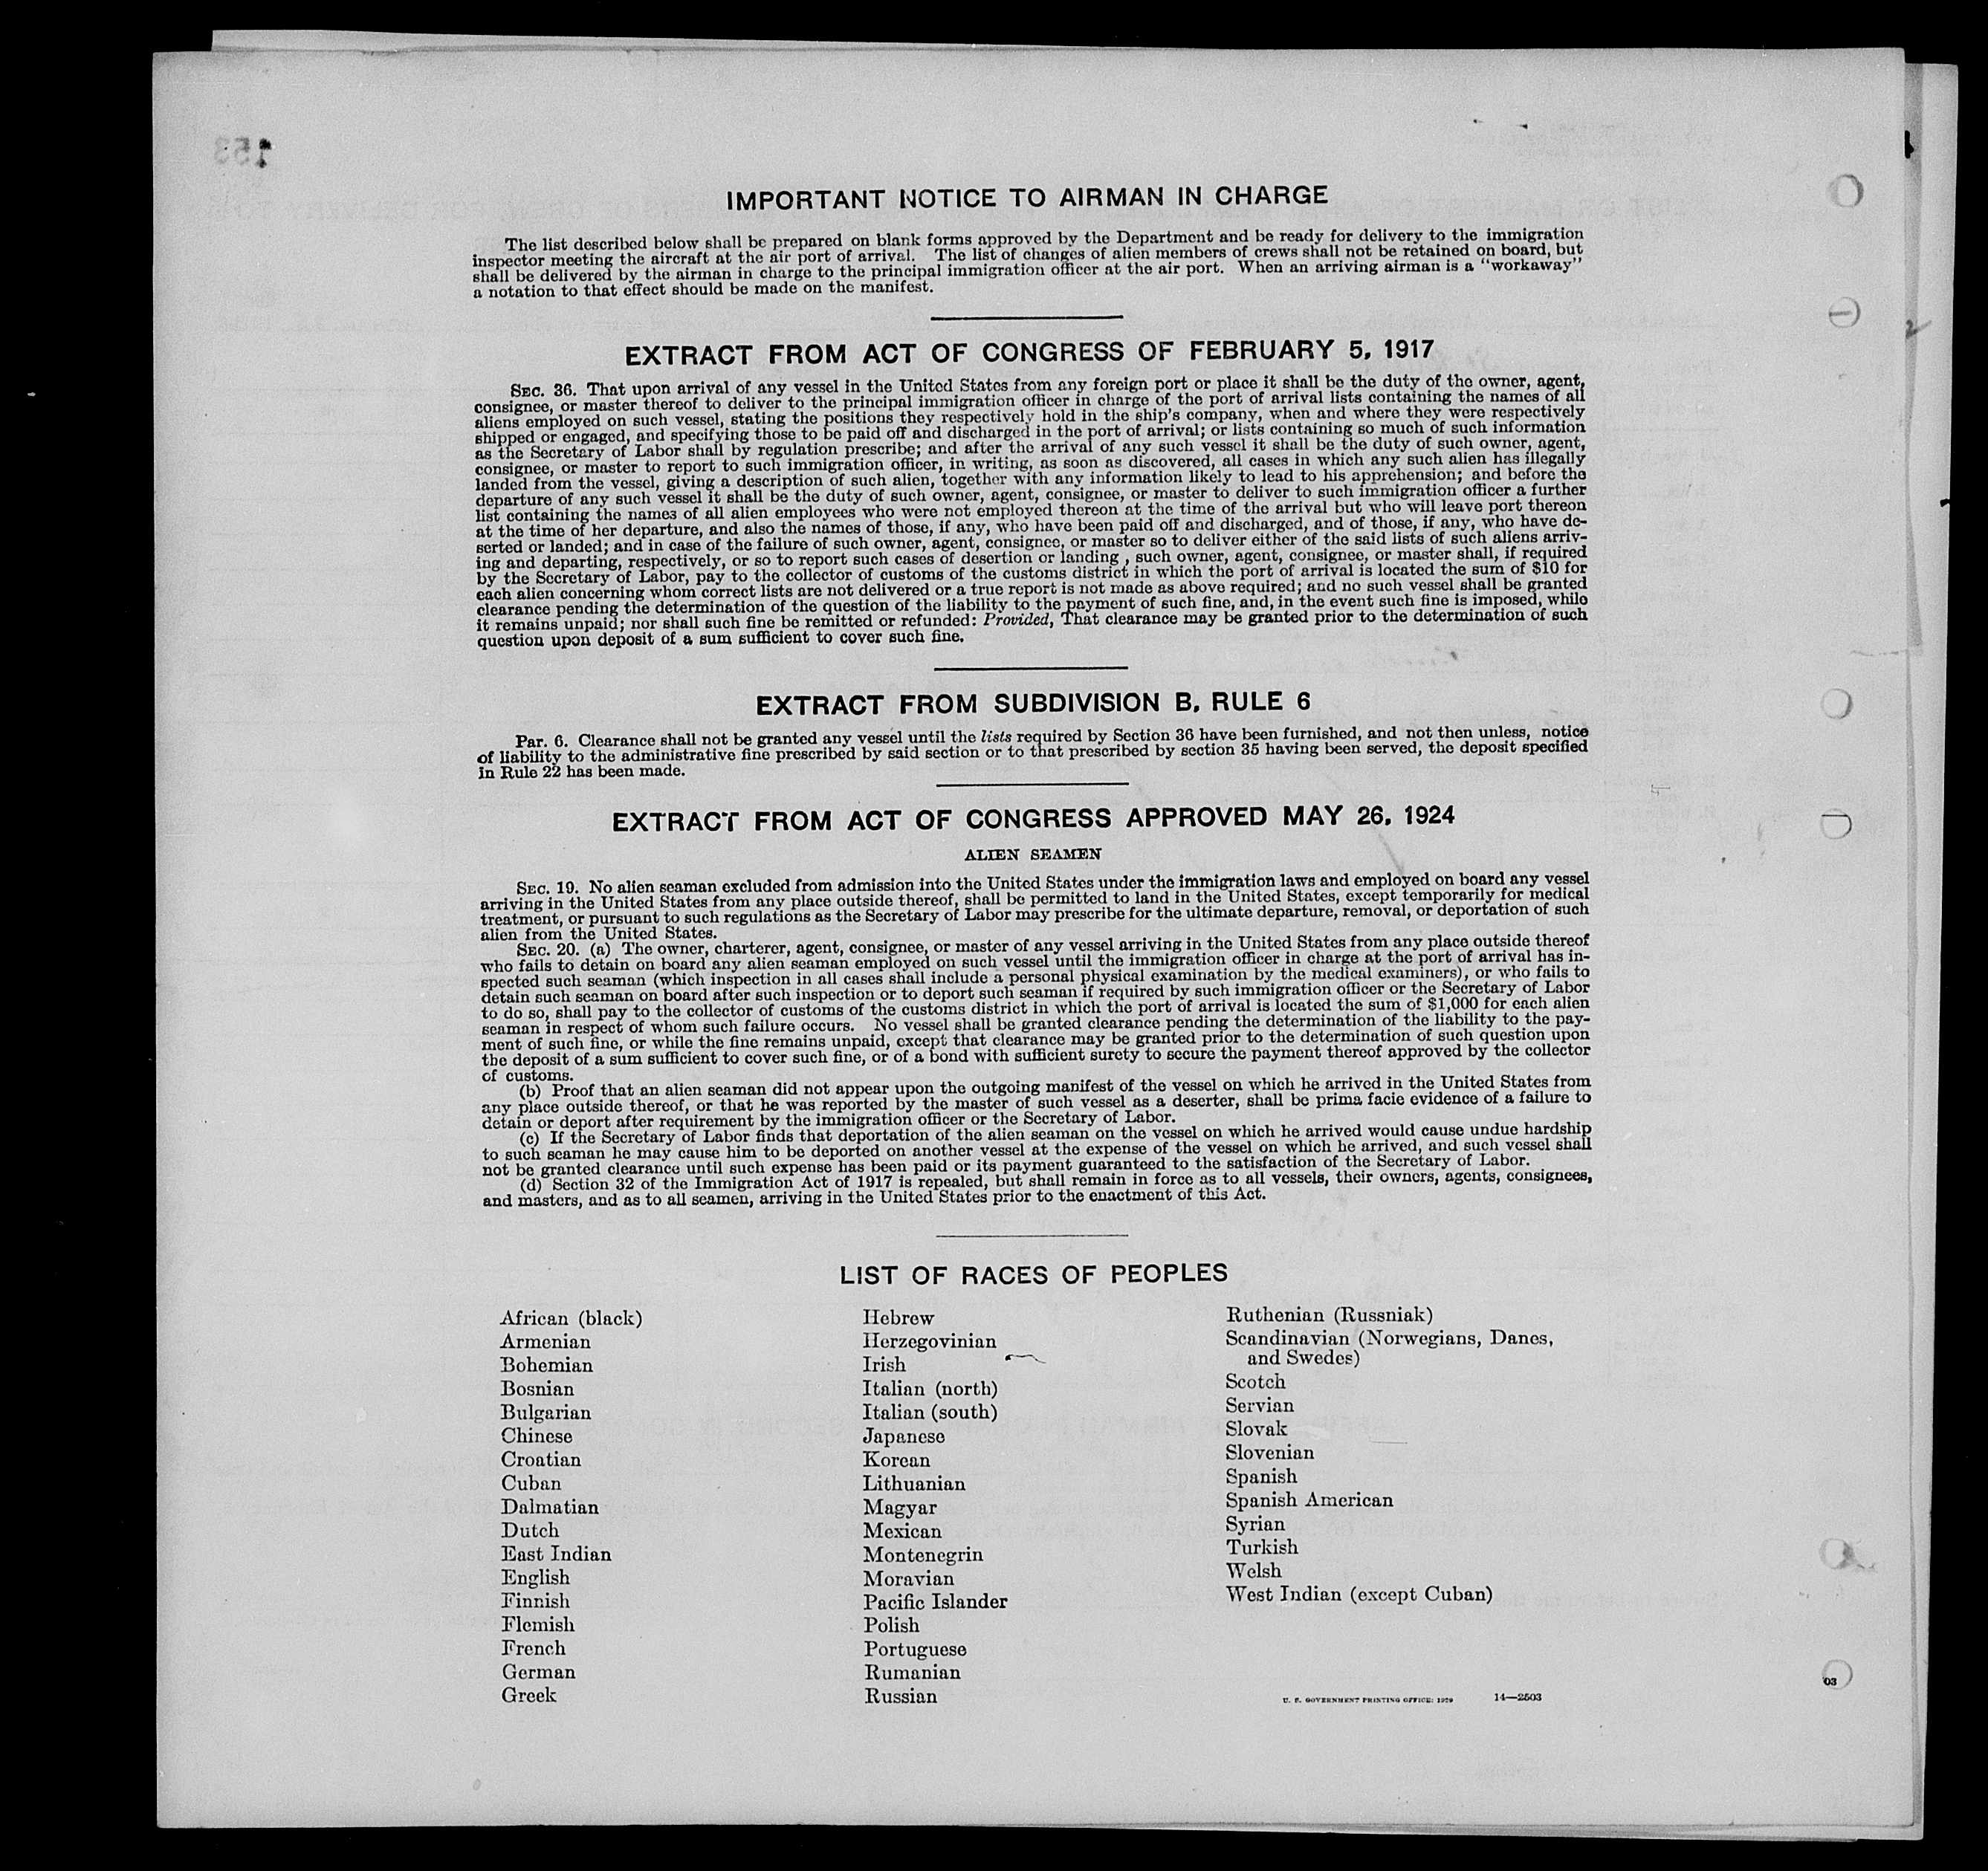 153
IMPORTANT NOTICE TO AIRMAN IN CHARGE
The list described below shall be prepared on blank forms approved by the Department and be ready for delivery to the immigration
inspector meeting the aircraft at the air port of arrival. The list of changes of alien members of crews shall not be retained on board, but
shall be delivered by the airman in charge to the principal immigration officer at the air port. When an arriving airman is a "workaway"
a notation to that effect should be made on the manifest.
EXTRACT FROM ACT OF CONGRESS OF FEBRUARY 5, 1917
SEC. 36. That upon arrival of any vessel in the United States from any foreign port or place it shall be the duty of the owner, agent,
consignee, or master thereof to deliver to the principal immigration officer in charge of the port of arrival lists containing the names of all
aliens employed on such vessel, stating the positions they respectively hold in the ship's company, when and where they were respectively
shipped or engaged, and specifying those to be paid off and discharged in the port of arrival; or lists containing so much of such information
as the Secretary of Labor shall by regulation prescribe; and after the arrival of any such vessel it shall be the duty of such owner, agent,
consignee, or master to report to such immigration officer, in writing, as soon as discovered, all cases in which any such alien has illegally
landed from the vessel, giving a description of such alien, together with any information likely to lead to his apprehension; and before the
departure of any such vessel it shall be the duty of such owner, agent, consignee, or master to deliver to such immigration officer a further
list containing the names of all alien employees who were not employed thereon at the time of the arrival but who will leave port thereon
at the time of her departure, and also the names of those, if any, who have been paid off and discharged, and of those, if any, who have de-
serted or landed; and in case of the failure of such owner, agent, consignee, or master so to deliver either of the said lists of such aliens arriv-
ing and departing, respectively, or so to report such cases of desertion or landing , such owner, agent, consignee, or master shall, if required
by the Secretary of Labor, pay to the collector of customs of the customs district in which the port of arrival is located the sum of $10 for
each alien concerning whom correct lists are not delivered or a true report is not made as above required; and no such vessel shall be granted
clearance pending the determination of the question of the liability to the payment of such fine, and, in the event such fine is imposed, while
it remains unpaid; nor shall such fine be remitted or refunded: Provided, That clearance may be granted prior to the determination of such
question upon deposit of a sum sufficient to cover such fine.
EXTRACT FROM SUBDIVISION B, RULE 6
Par. 6. Clearance shall not be granted any vessel until the lists required by Section 36 have been furnished, and not then unless, notice
of liability to the administrative fine prescribed by said section or to that prescribed by section 35 having been served, the deposit specified
in Rule 22 has been made.
EXTRACT FROM ACT OF CONGRESS APPROVED MAY 26, 1924
ALIEN SEAMEN
SEC. 19. No alien seaman excluded from admission into the United States under the immigration laws and employed on board any vessel
arriving in the United States from any place outside thereof, shall be permitted to land in the United States, except temporarily for medical
treatment, or pursuant to such regulations as the Secretary of Labor may prescribe for the ultimate departure, removal, or deportation of such
alien from the United States.
SEC. 20. (a) The owner, charterer, agent, consignee, or master of any vessel arriving in the United States from any place outside thereof
who fails to detain on board any alien seaman employed on such vessel until the immigration officer in charge at the port of arrival has in-
spected such seaman (which inspection in all cases shall include a personal physical examination by the medical examiners), or who fails to
detain such seaman on board after such inspection or to deport such seaman if required by such immigration officer or the Secretary of Labor
to do so, shall pay to the collector of customs of the customs district in which the port of arrival is located the sum of $1,000 for each alien
seaman in respect of whom such failure occurs. No vessel shall be granted clearance pending the determination of the liability to the pay-
ment of such fine, or while the fine remains unpaid, except that clearance may be granted prior to the determination of such question upon
the deposit of a sum sufficient to cover such fine, or of a bond with sufficient surety to secure the payment thereof approved by the collector
of customs.
(b) Proof that an alien seaman did not appear upon the outgoing manifest of the vessel on which he arrived in the United States from
any place outside thereof, or that he was reported by the master of such vessel as a deserter, shall be prima facie evidence of a failure to
detain or deport after requirement by the immigration officer or the Secretary of Labor.
(c) If the Secretary of Labor finds that deportation of the alien seaman on the vessel on which he arrived would cause undue hardship
to such seaman he may cause him to be deported on another vessel at the expense of the vessel on which he arrived, and such vessel shall
not be granted clearance until such expense has been paid or its payment guaranteed to the satisfaction of the Secretary of Labor.
(d) Section 32 of the Immigration Act of 1917 is repealed, but shall remain in force as to all vessels, their owners, agents, consignees,
and masters, and as to all seamen, arriving in the United States prior to the enactment of this Act.
LIST OF RACES OF PEOPLES
African (black)
Armenian
Bohemian
Bosnian
Bulgarian
Chinese
Croatian
Cuban
Dalmatian
Dutch
East Indian
English
Finnish
Flemish
French
German
Greek
Hebrew
Herzegovinian
Irish
Italian (north)
Italian (south)
Japanese
Korean
Lithuanian
Magyar
Mexican
Montenegrin
Moravian
Pacific Islander
Polish
Portuguese
Rumanian
Russian
Ruthenian (Russniak)
Scandinavian (Norwegians, Danes,
and Swedes)
Scotch
Servian
Slovak
Slovenian
Spanish
Spanish American
Syrian
Turkish
Welsh
West Indian (except Cuban)
U. S. GOVERNMENT PRINTING OFFICE: 1929 14—2503
03